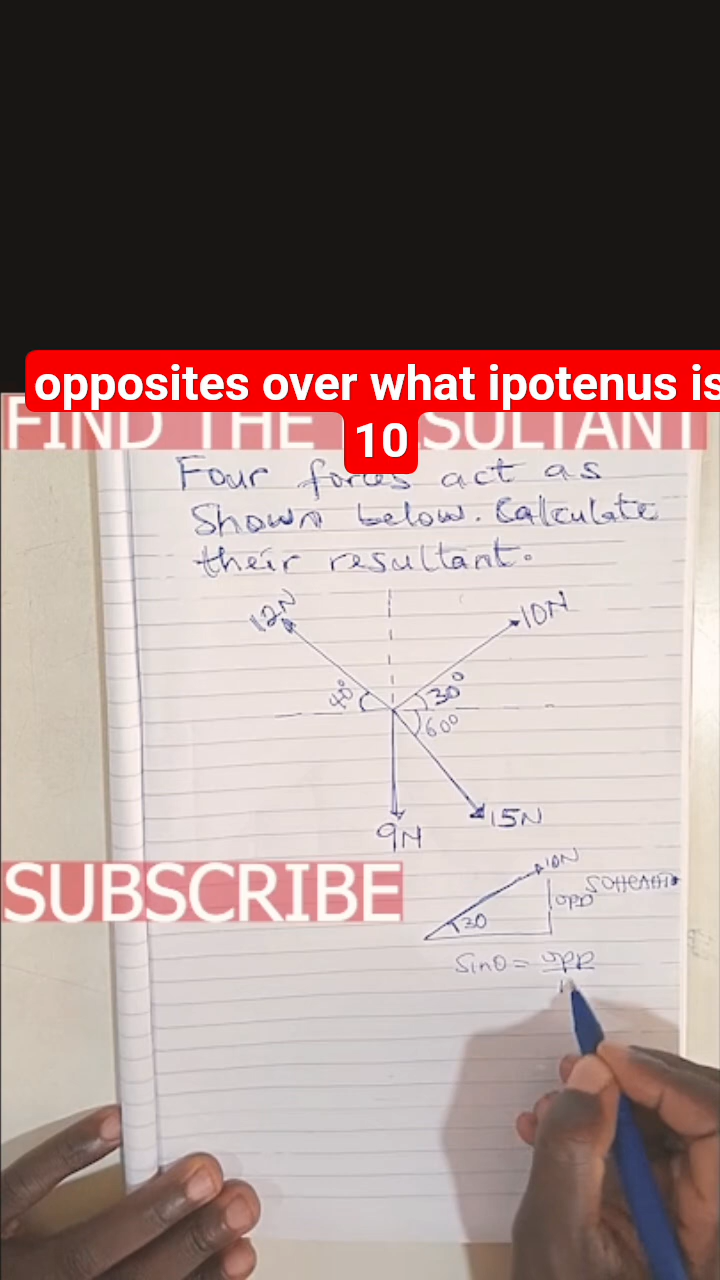 opposites over what ipotenus is
10
FIND THE RESULTANT
Four forces act as
Shown below. Calculate
their resultant.
12N
10N
40°
30°
60°
9N
15N
SUBSCRIBE
10N
opp
30
Sinθ = opp